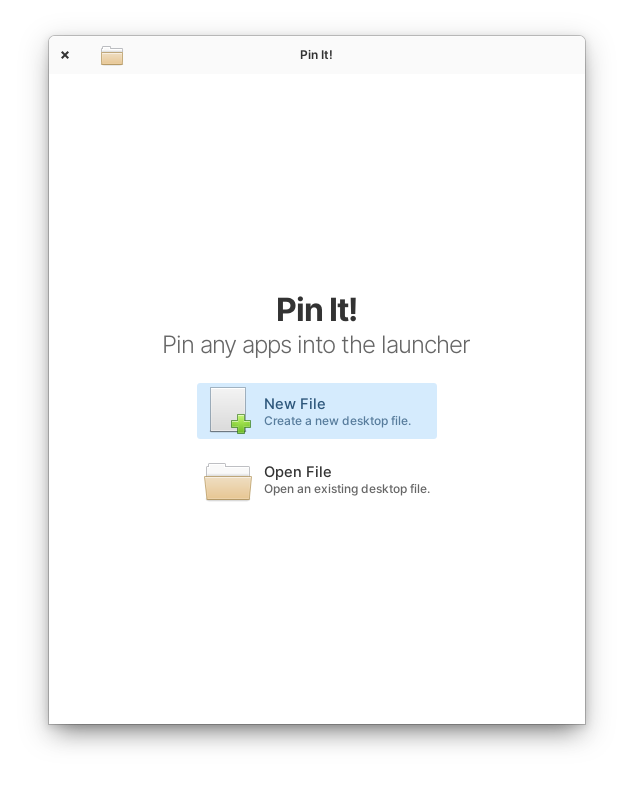 Pin It!
Pin It!
Pin any apps into the launcher
New File
Create a new desktop file.
Open File
Open an existing desktop file.